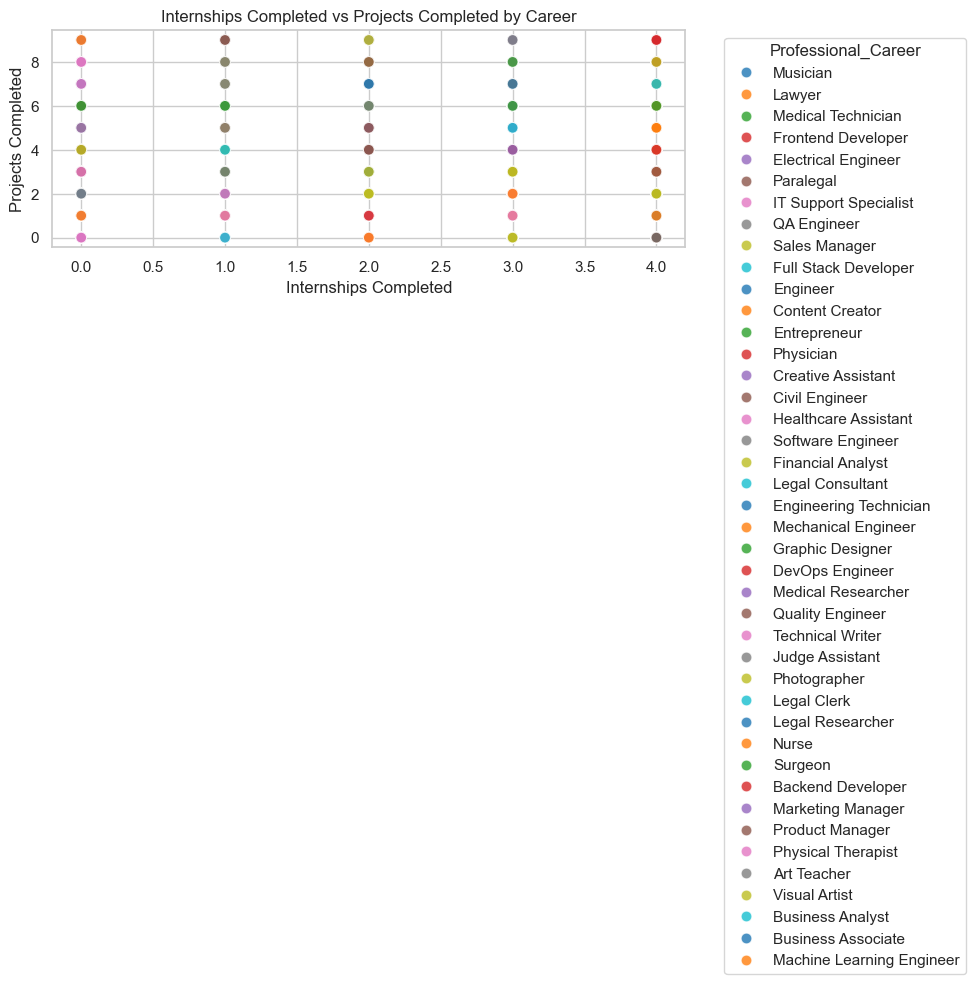 Internships Completed vs Projects Completed by Career
Projects Completed
8
6
4
2
0
0.0 0.5 1.0 1.5 2.0 2.5 3.0 3.5 4.0
Internships Completed
Professional_Career
Musician
Lawyer
Medical Technician
Frontend Developer
Electrical Engineer
Paralegal
IT Support Specialist
QA Engineer
Sales Manager
Full Stack Developer
Engineer
Content Creator
Entrepreneur
Physician
Creative Assistant
Civil Engineer
Healthcare Assistant
Software Engineer
Financial Analyst
Legal Consultant
Engineering Technician
Mechanical Engineer
Graphic Designer
DevOps Engineer
Medical Researcher
Quality Engineer
Technical Writer
Judge Assistant
Photographer
Legal Clerk
Legal Researcher
Nurse
Surgeon
Backend Developer
Marketing Manager
Product Manager
Physical Therapist
Art Teacher
Visual Artist
Business Analyst
Business Associate
Machine Learning Engineer